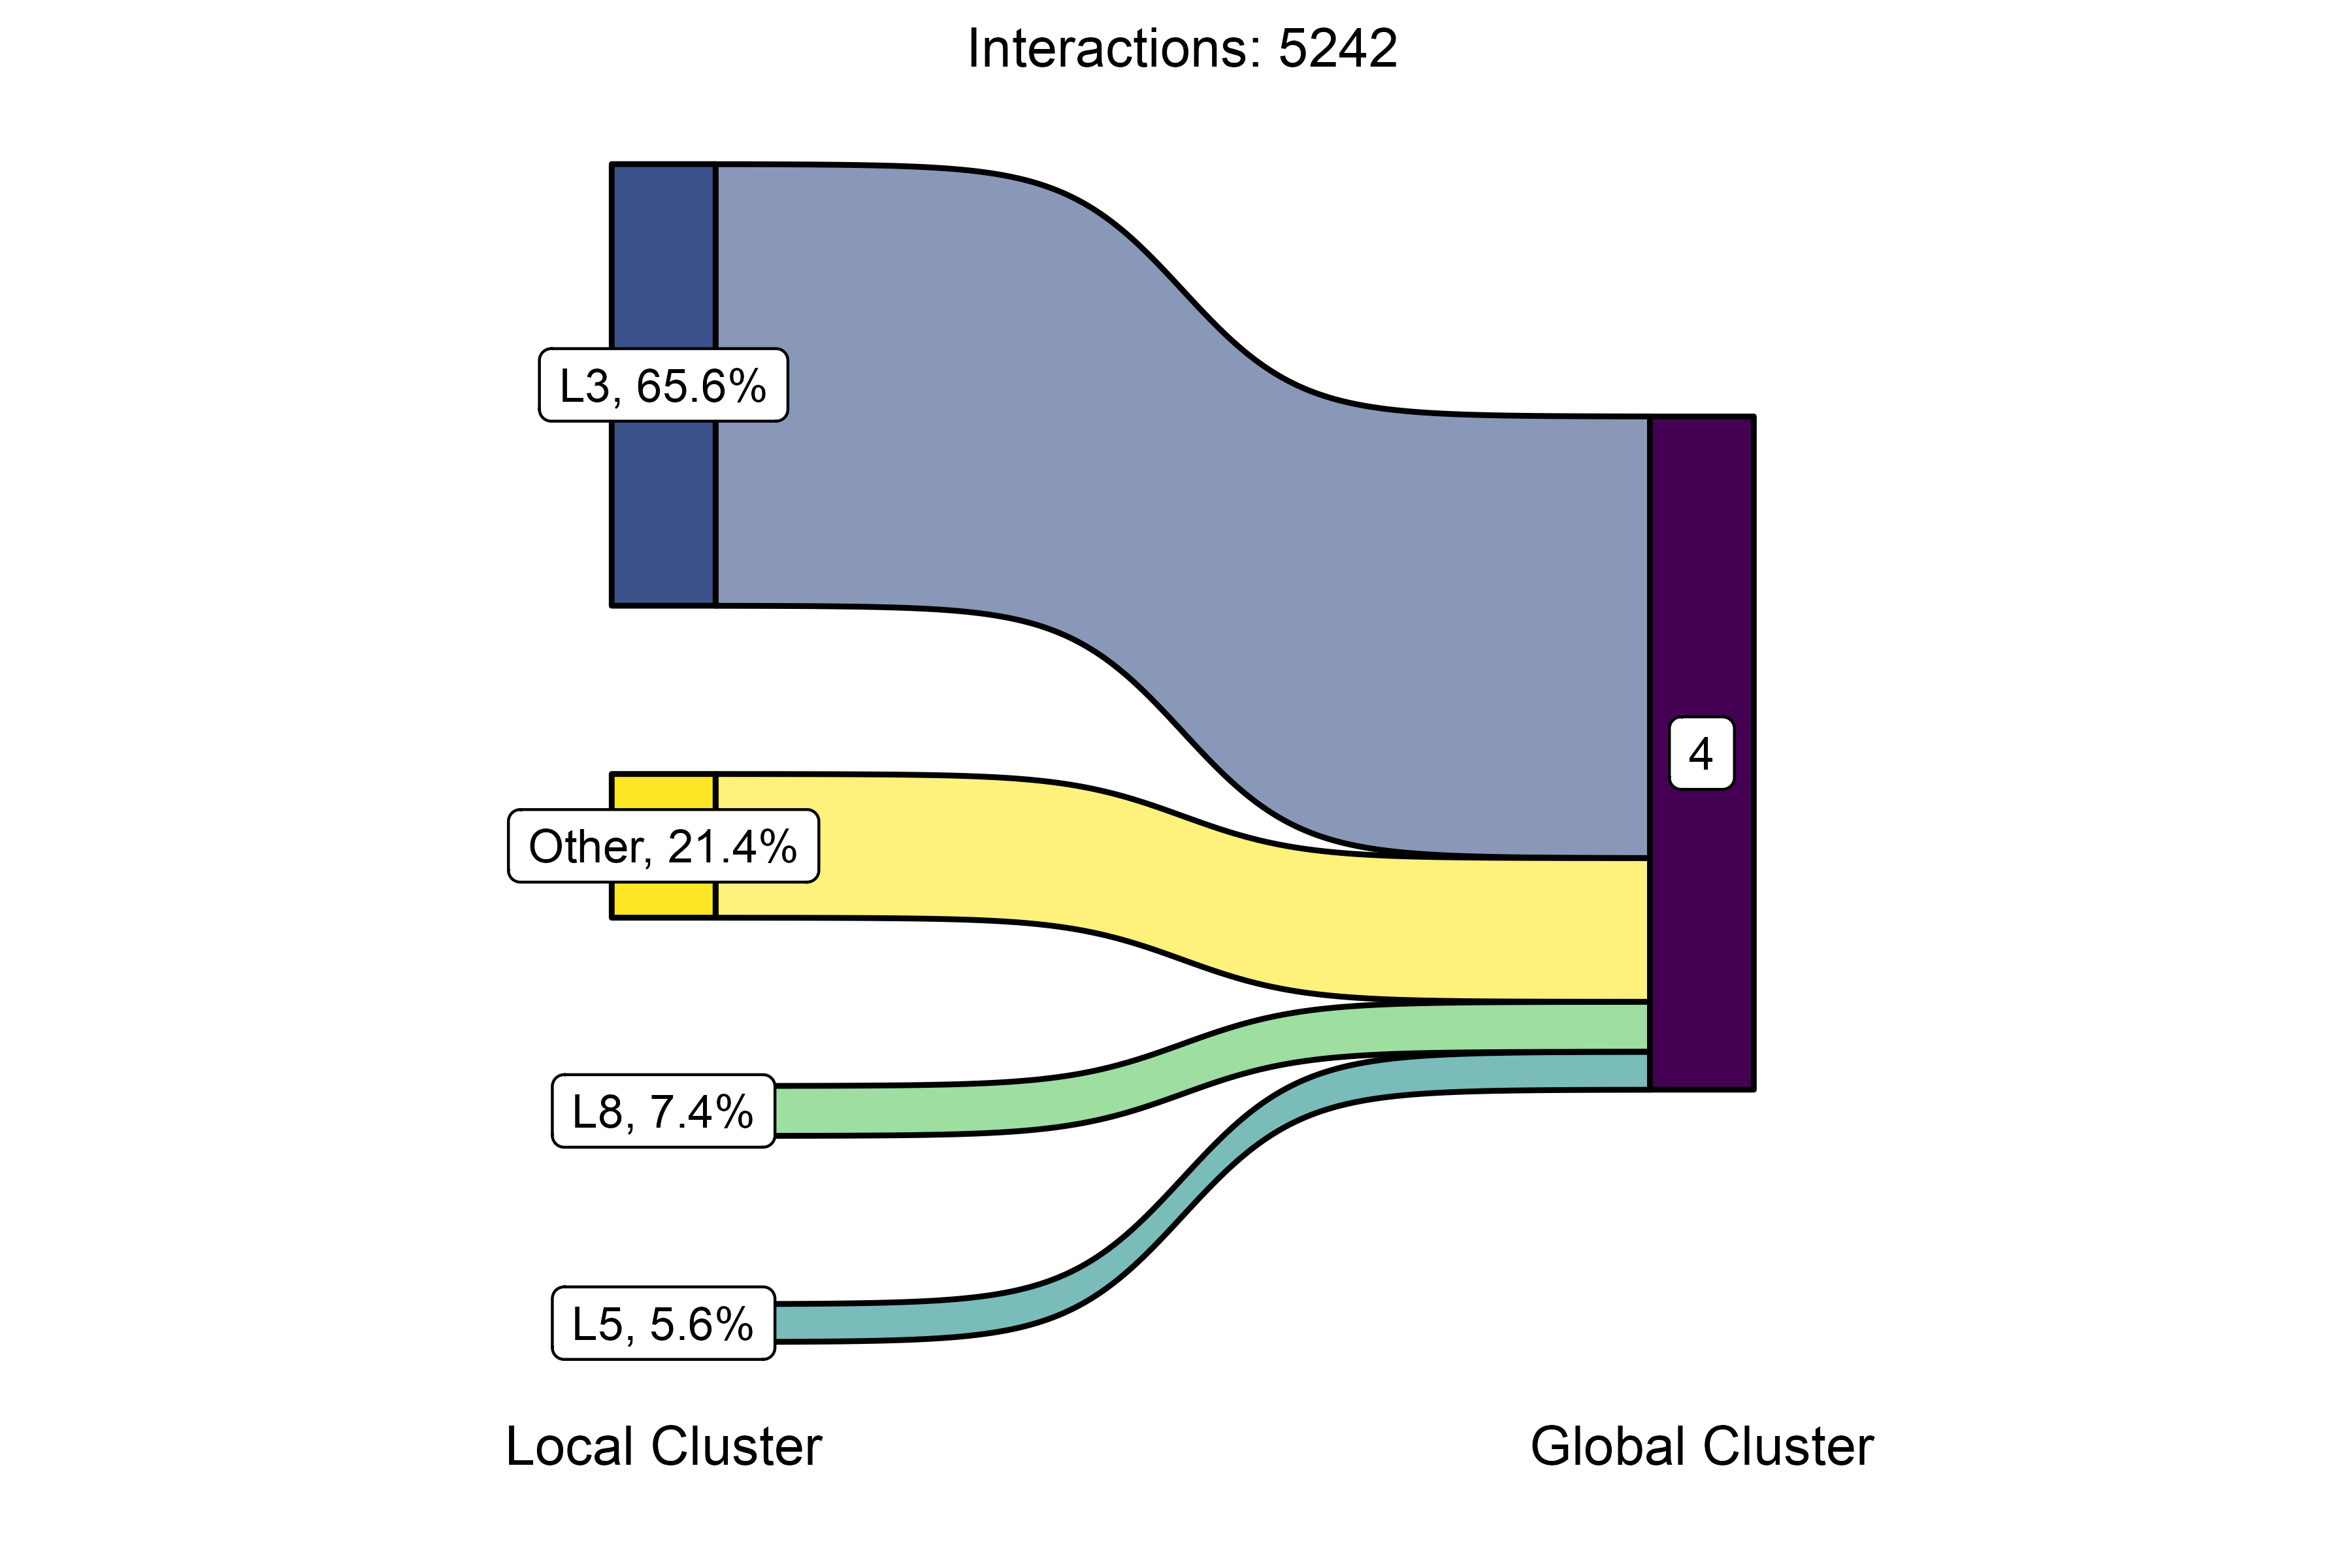 Interactions: 5242
L3, 65.6%
4
Other, 21.4%
L8, 7.4%
L5, 5.6%
Local Cluster
Global Cluster